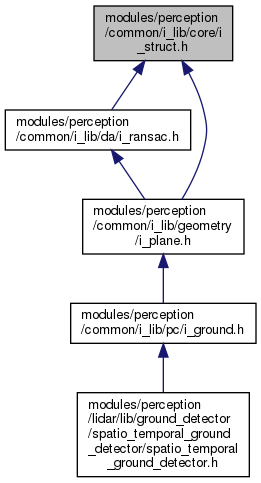 modules/perception
/common/i_lib/core/i
_struct.h
modules/perception
/common/i_lib/da/i_ransac.h
modules/perception
/common/i_lib/geometry
/i_plane.h
modules/perception
/common/i_lib/pc/i_ground.h
modules/perception
/lidar/lib/ground_detector
/spatio_temporal_ground
_detector/spatio_temporal
_ground_detector.h